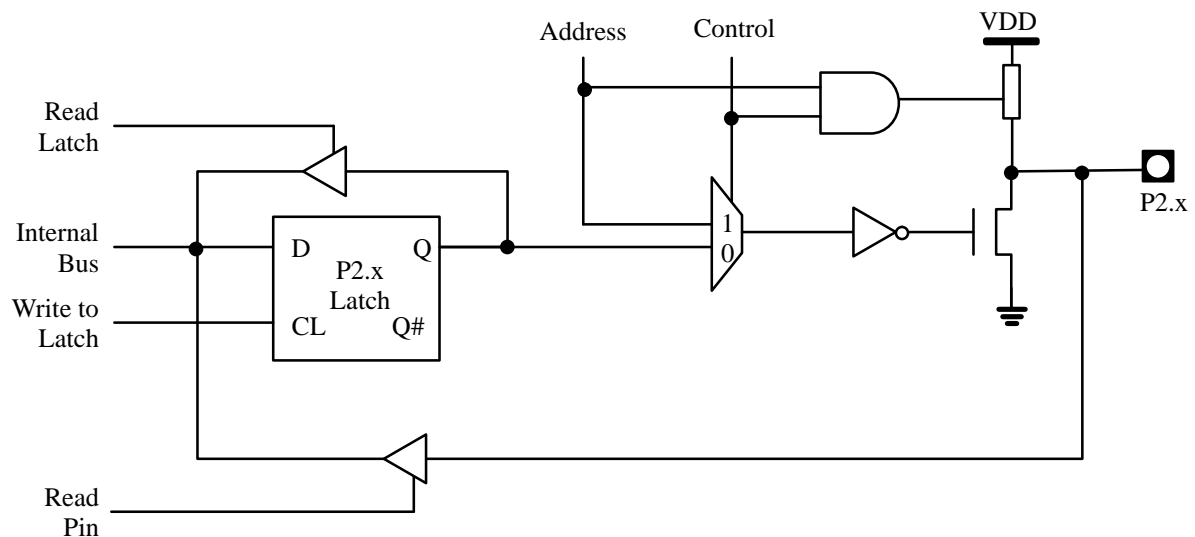 Address
Control
VDD
Read
Latch
P2.x
Internal
Bus
D
Q
P2.x
Latch
1
0
Write to
Latch
CL
Q#
Read
Pin